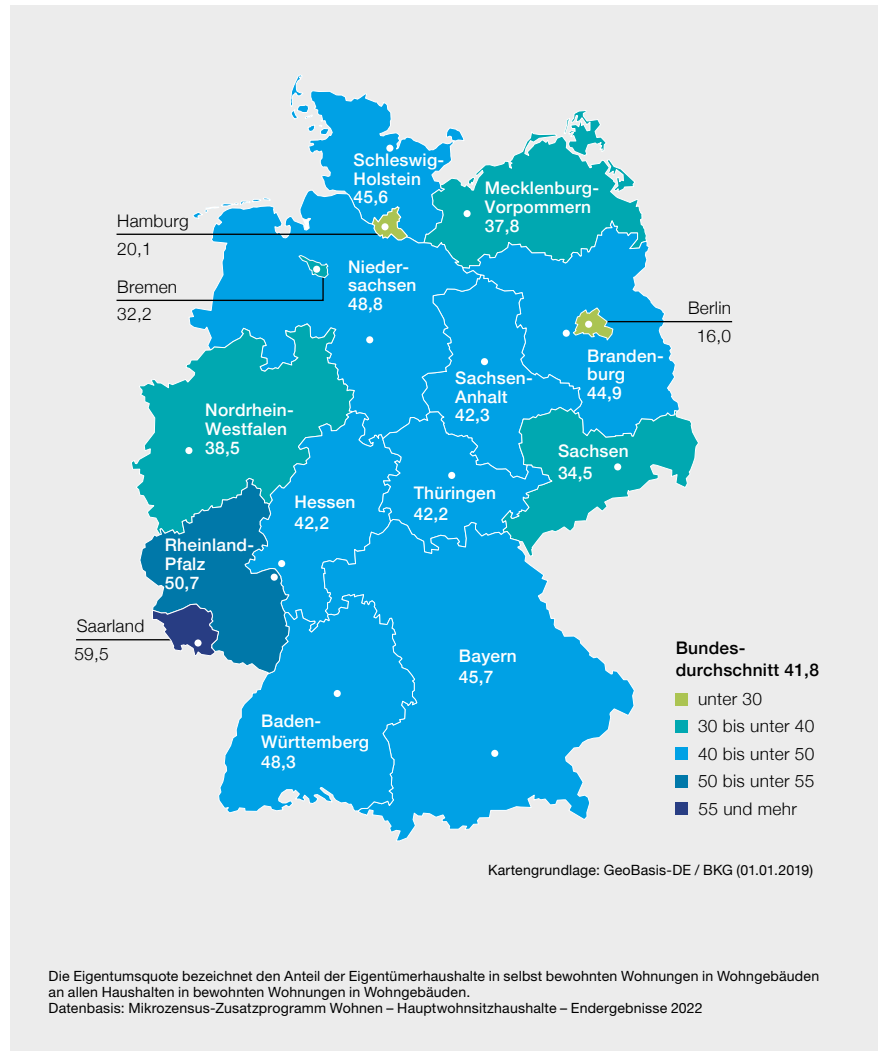 Schleswig-
Holstein
45,6
Mecklenburg-
Vorpommern
37,8
Hamburg
20,1
Bremen
32,2
Nieder-
sachsen
48,8
Berlin
16,0
Branden-
burg
44,9
Sachsen-
Anhalt
42,3
Nordrhein-
Westfalen
38,5
Sachsen
34,5
Thüringen
42,2
Hessen
42,2
Rheinland-
Pfalz
50,7
Saarland
59,5
Bayern
45,7
Baden-
Württemberg
48,3
Bundes-
durchschnitt 41,8
unter 30
30 bis unter 40
40 bis unter 50
50 bis unter 55
55 und mehr
Kartengrundlage: GeoBasis-DE / BKG (01.01.2019)
Die Eigentumsquote bezeichnet den Anteil der Eigentümerhaushalte in selbst bewohnten Wohnungen in Wohngebäuden
an allen Haushalten in bewohnten Wohnungen in Wohngebäuden.
Datenbasis: Mikrozensus-Zusatzprogramm Wohnen – Hauptwohnsitzhaushalte – Endergebnisse 2022